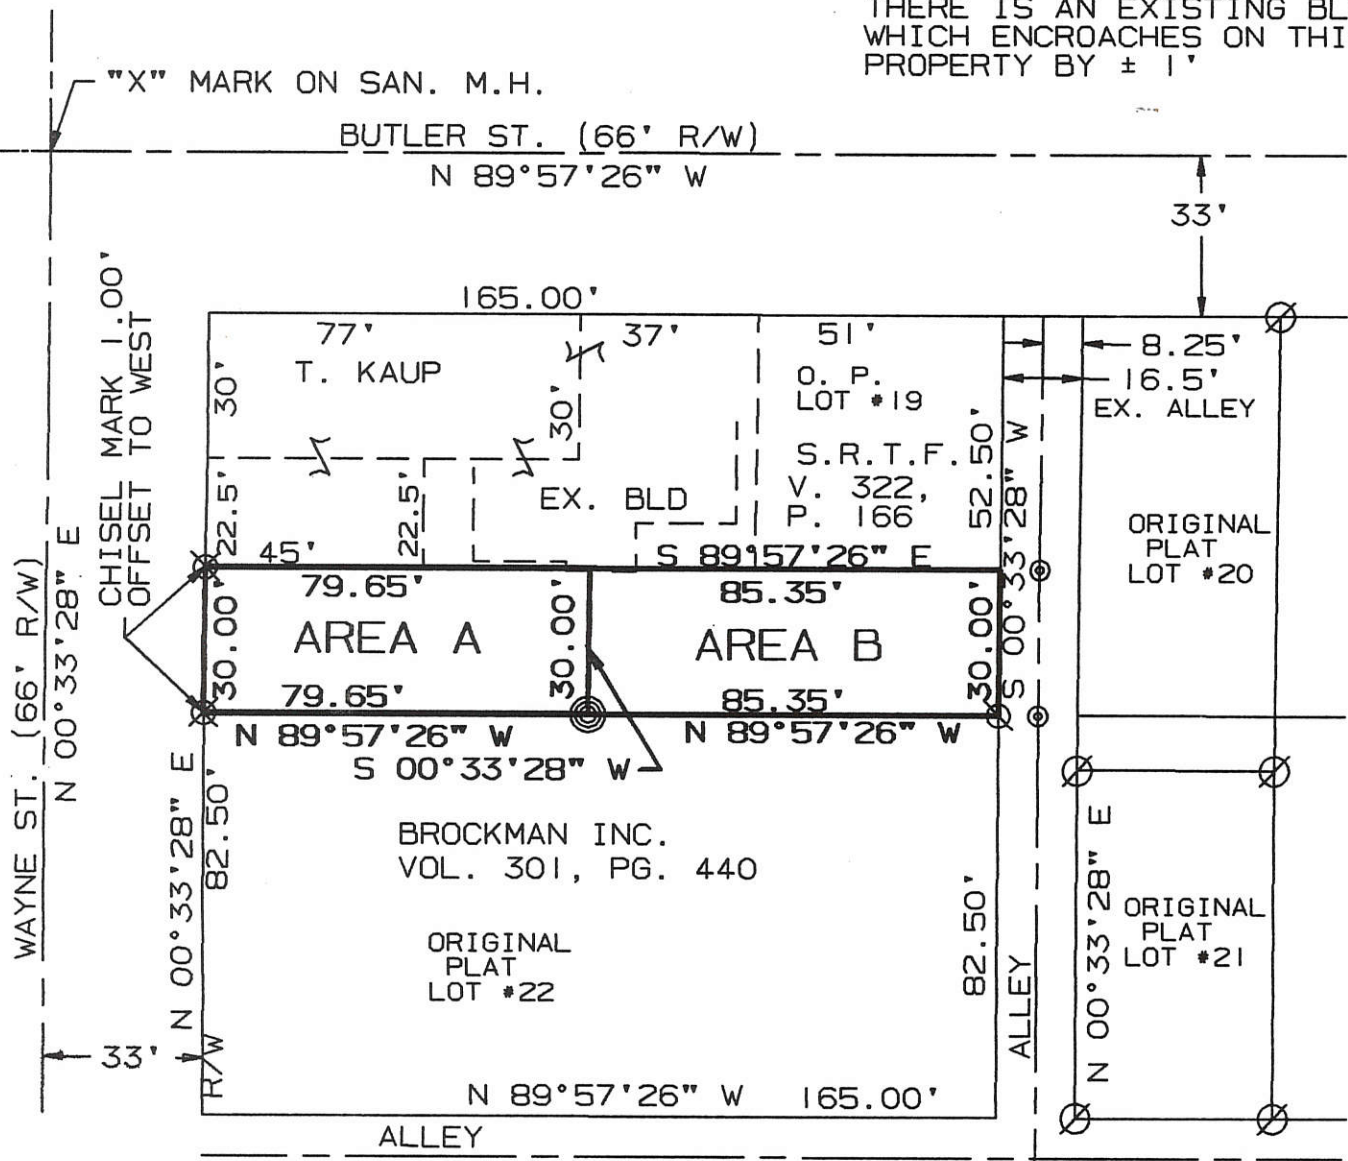 THERE IS AN EXISTING BL
WHICH ENCROACHES ON THI
PROPERTY BY ± 1'
"X" MARK ON SAN. M.H.
BUTLER ST. (66' R/W)
N 89°57'26" W
33'
CHISEL MARK 1.00'
OFFSET TO WEST
165.00'
77'
37'
51'
8.25'
16.5'
EX. ALLEY
T. KAUP
30'
30'
O. P.
LOT #19
S.R.T.F.
V. 322,
P. 166
52.50'
S 00°33'28" W
22.5'
22.5'
EX. BLD
45'
S 89°57'26" E
ORIGINAL
PLAT
LOT #20
WAYNE ST. (66' R/W)
N 00°33'28" E
79.65'
85.35'
30.00'
AREA A
30.00'
AREA B
30.00'
79.65'
85.35'
N 89°57'26" W
N 89°57'26" W
S 00°33'28" W
N 00°33'28" E
82.50'
BROCKMAN INC.
VOL. 301, PG. 440
ORIGINAL
PLAT
LOT #22
82.50'
ALLEY
N 00°33'28" E
ORIGINAL
PLAT
LOT #21
33'
R/W
N 89°57'26" W
165.00'
ALLEY